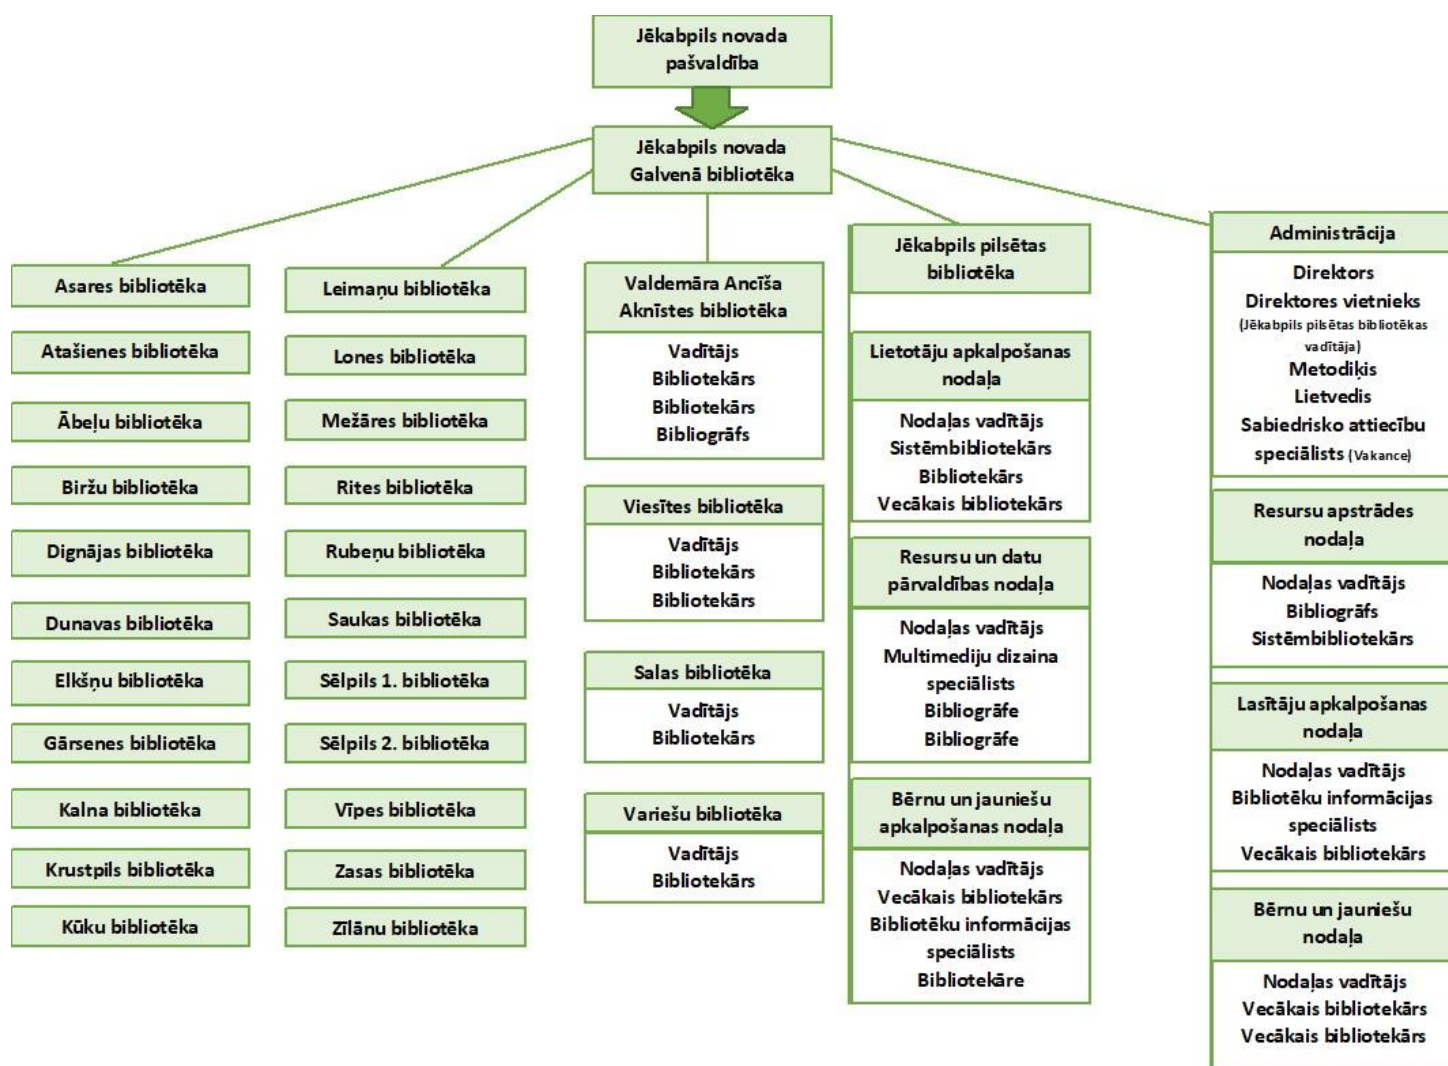 Jēkabpils novada
pašvaldība
Jēkabpils novada
Galvenā bibliotēka
Asares bibliotēka
Atašienes bibliotēka
Ābeļu bibliotēka
Biržu bibliotēka
Dignājas bibliotēka
Dunavas bibliotēka
Elkšņu bibliotēka
Gārsenes bibliotēka
Kalna bibliotēka
Krustpils bibliotēka
Kūku bibliotēka
Leimaņu bibliotēka
Lones bibliotēka
Mežāres bibliotēka
Rites bibliotēka
Rubeņu bibliotēka
Saukas bibliotēka
Sēlpils 1. bibliotēka
Sēlpils 2. bibliotēka
Vīpes bibliotēka
Zasas bibliotēka
Zīlānu bibliotēka
Valdemāra Ancīša
Aknīstes bibliotēka
Vadītājs
Bibliotekārs
Bibliotekārs
Bibliogrāfs
Viesītes bibliotēka
Vadītājs
Bibliotekārs
Bibliotekārs
Salas bibliotēka
Vadītājs
Bibliotekārs
Variešu bibliotēka
Vadītājs
Bibliotekārs
Jēkabpils pilsētas
bibliotēka
Lietotāju apkalpošanas
nodaļa
Nodaļas vadītājs
Sistēmbibliotekārs
Bibliotekārs
Vecākais bibliotekārs
Resursu un datu
pārvaldības nodaļa
Nodaļas vadītājs
Multimediju dizaina
speciālists
Bibliogrāfe
Bibliogrāfe
Bērnu un jauniešu
apkalpošanas nodaļa
Nodaļas vadītājs
Vecākais bibliotekārs
Bibliotēku informācijas
speciālists
Bibliotekāre
Administrācija
Direktors
Direktores vietnieks
(Jēkabpils pilsētas bibliotēkas
vadītāja)
Metodiķis
Lietvedis
Sabiedrisko attiecību
speciālists (Vakance)
Resursu apstrādes
nodaļa
Nodaļas vadītājs
Bibliogrāfs
Sistēmbibliotekārs
Lasītāju apkalpošanas
nodaļa
Nodaļas vadītājs
Bibliotēku informācijas
speciālists
Vecākais bibliotekārs
Bērnu un jauniešu
nodaļa
Nodaļas vadītājs
Vecākais bibliotekārs
Vecākais bibliotekārs